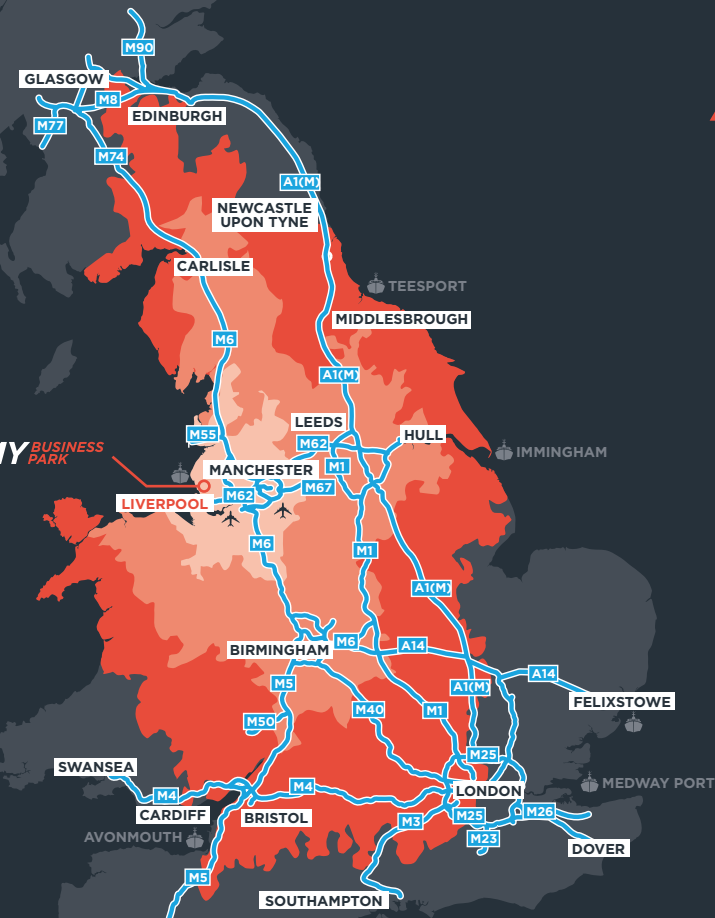 M90
GLASGOW
M8
EDINBURGH
M77
M74
A1(M)
NEWCASTLE
UPON TYNE
CARLISLE
TEESPORT
MIDDLESBROUGH
M6
A1(M)
LEEDS
M55
M62
HULL
BUSINESS
PARK
IMMINGHAM
M1
MANCHESTER
M67
M62
LIVERPOOL
M6
M1
A1(M)
M6
A14
BIRMINGHAM
A14
M5
A1(M)
FELIXSTOWE
M40
M1
M50
M25
SWANSEA
MEDWAY PORT
M4
M4
LONDON
CARDIFF
BRISTOL
M3
M25
M26
AVONMOUTH
M23
DOVER
M5
SOUTHAMPTON